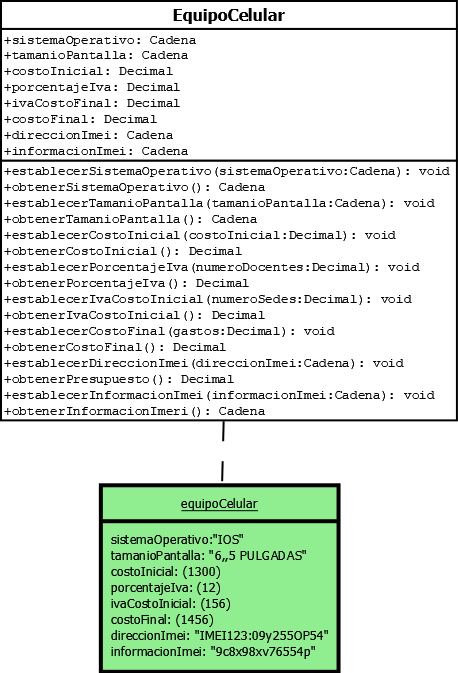 EquipoCelular
+sistemaOperativo: Cadena
+tamanioPantalla: Cadena
+costoInicial: Decimal
+porcentajeIva: Decimal
+ivaCostoFinal: Decimal
+costoFinal: Decimal
+direccionImei: Cadena
+informacionImei: Cadena
+establecerSistemaOperativo(sistemaOperativo:Cadena): void
+obtenerSistemaOperativo(): Cadena
+establecerTamanioPantalla(tamanioPantalla:Cadena): void
+obtenerTamanioPantalla(): Cadena
+establecerCostoInicial(costoInicial:Decimal): void
+obtenerCostoInicial(): Decimal
+establecerPorcentajeIva(numeroDocentes:Decimal): void
+obtenerPorcentajeIva(): Decimal
+establecerIvaCostoInicial(numeroSedes:Decimal): void
+obtenerIvaCostoInicial(): Decimal
+establecerCostoFinal(gastos:Decimal): void
+obtenerCostoFinal(): Decimal
+establecerDireccionImei(direccionImei:Cadena): void
+obtenerPresupuesto(): Decimal
+establecerInformacionImei(informacionImei:Cadena): void
+obtenerInformacionImeri(): Cadena
equipoCelular
sistemaOperativo:"IOS"
tamanioPantalla: "6,,5 PULGADAS"
costoInicial: (1300)
porcentajeIva: (12)
ivaCostoInicial: (156)
costoFinal: (1456)
direccionImei: "IMEI123:09y255OP54"
informacionImei: "9c8x98xv76554p"